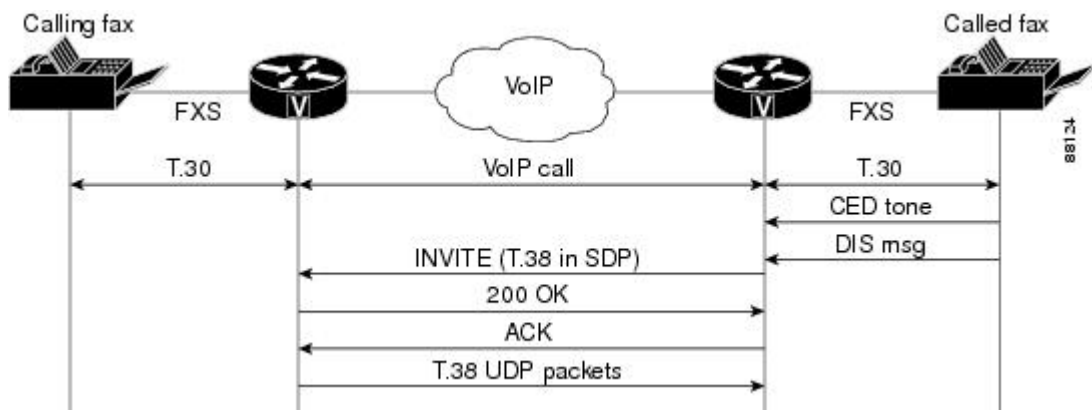 Calling fax
Called fax
VoIP
FXS
V
V
FXS
88124
T.30
VoIP call
T.30
CED tone
DIS msg
INVITE (T.38 in SDP)
200 OK
ACK
T.38 UDP packets